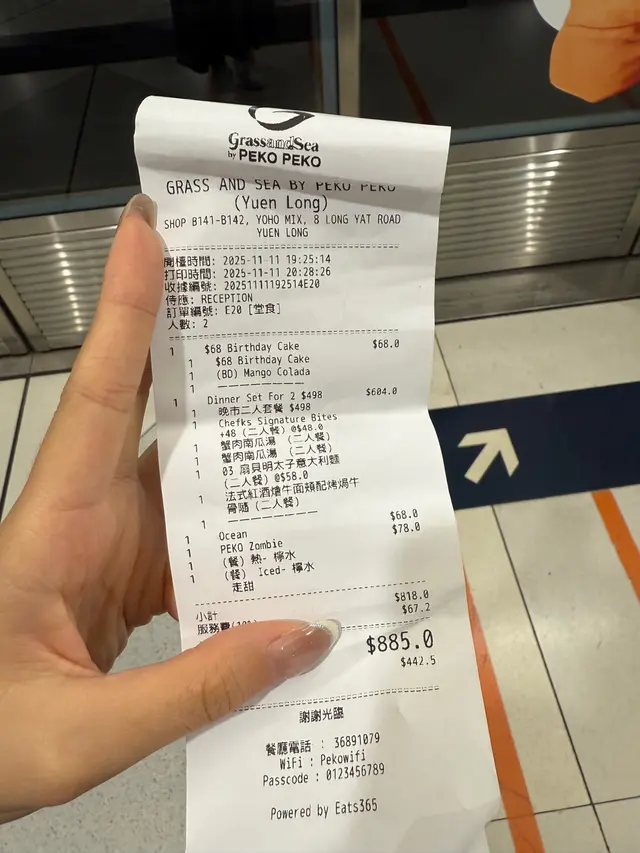 GrassandSea
by PEKO PEKO
GRASS AND SEA BY PEKO PEKO
(Yuen Long)
SHOP B141-B142, YOHO MIX, 8 LONG YAT ROAD
YUEN LONG
開檯時間: 2025-11-11 19:25:14
打印時間: 2025-11-11 20:28:26
收據編號: 20251111192514E20
侍應: RECEPTION
訂單編號: E20 [堂食]
人數: 2
1 $68 Birthday Cake $68.0
1 $68 Birthday Cake
1 (BD) Mango Colada
1 ─────────
1 Dinner Set For 2 $498 $604.0
1 晚市二人套餐 $498
1 Chefks Signature Bites
+48 (二人餐) @$48.0
1 蟹肉南瓜湯 (二人餐)
1 蟹肉南瓜湯 (二人餐)
1 03 扇貝明太子意大利麵
(二人餐) @$58.0
1 法式紅酒燴牛面頰配烤焗牛
骨髓 (二人餐)
1 ─────────
1 Ocean $68.0
1 PEKO Zombie $78.0
1 (餐) 熱- 檸水
1 (餐) Iced- 檸水
走甜
小計 $818.0
服務費 $67.2
$885.0
$442.5
謝謝光臨
餐廳電話 : 36891079
WiFi : Pekowifi
Passcode : 0123456789
Powered by Eats365